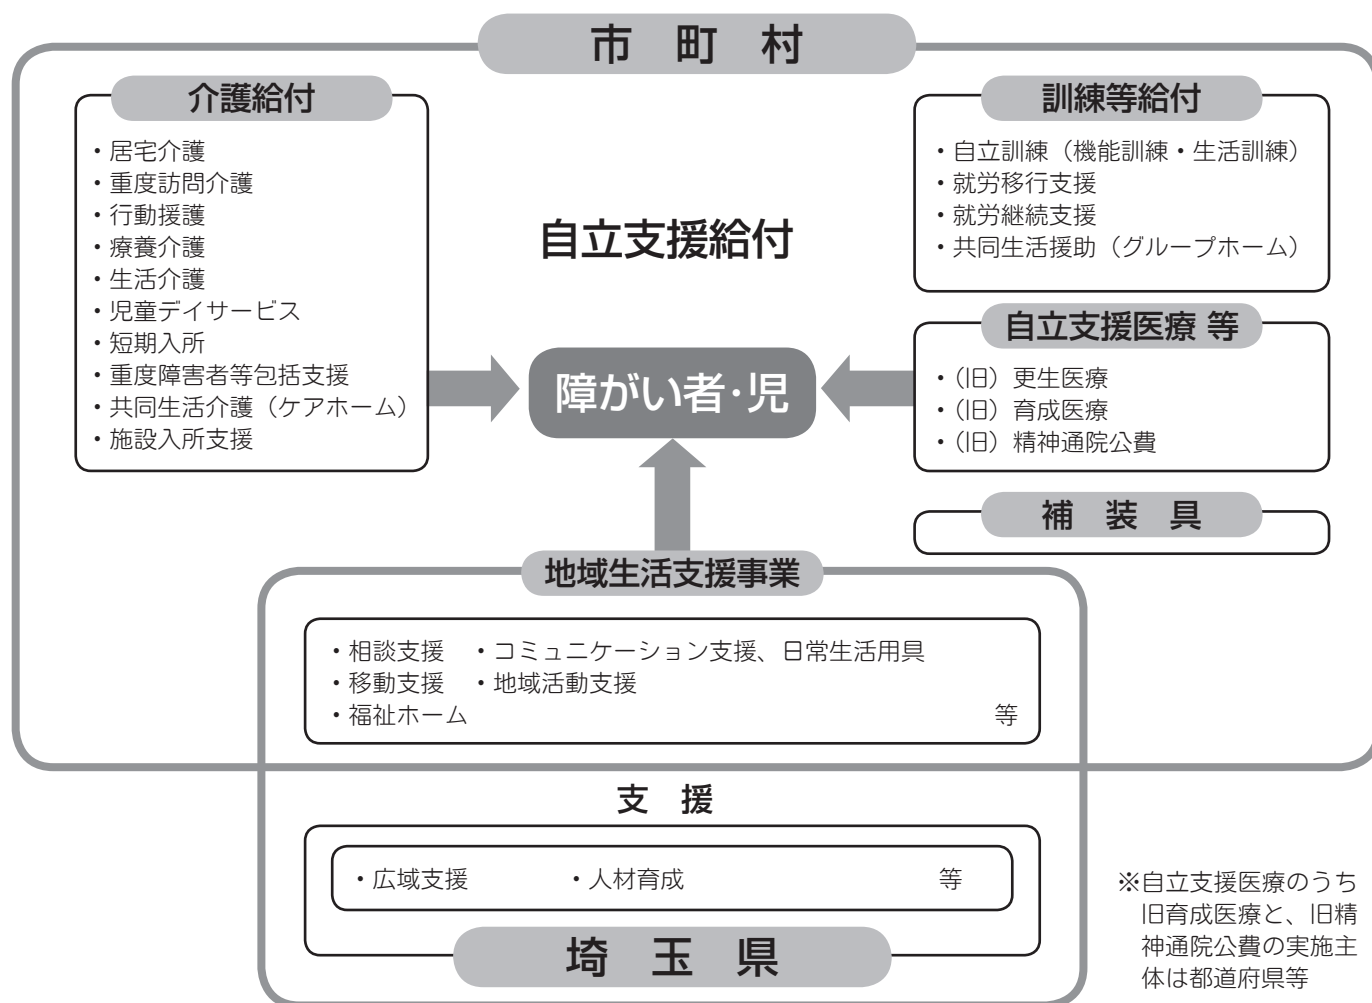 市 町 村
介護給付
・居宅介護
・重度訪問介護
・行動援護
・療養介護
・生活介護
・児童デイサービス
・短期入所
・重度障害者等包括支援
・共同生活介護（ケアホーム）
・施設入所支援
自立支援給付
障がい者・児
訓練等給付
・自立訓練（機能訓練・生活訓練）
・就労移行支援
・就労継続支援
・共同生活援助（グループホーム）
自立支援医療 等
・（旧）更生医療
・（旧）育成医療
・（旧）精神通院公費
補 装 具
地域生活支援事業
・相談支援 ・コミュニケーション支援、日常生活用具
・移動支援 ・地域活動支援
・福祉ホーム 等
支 援
・広域支援 ・人材育成 等
埼 玉 県
※自立支援医療のうち
旧育成医療と、旧精
神通院公費の実施主
体は都道府県等